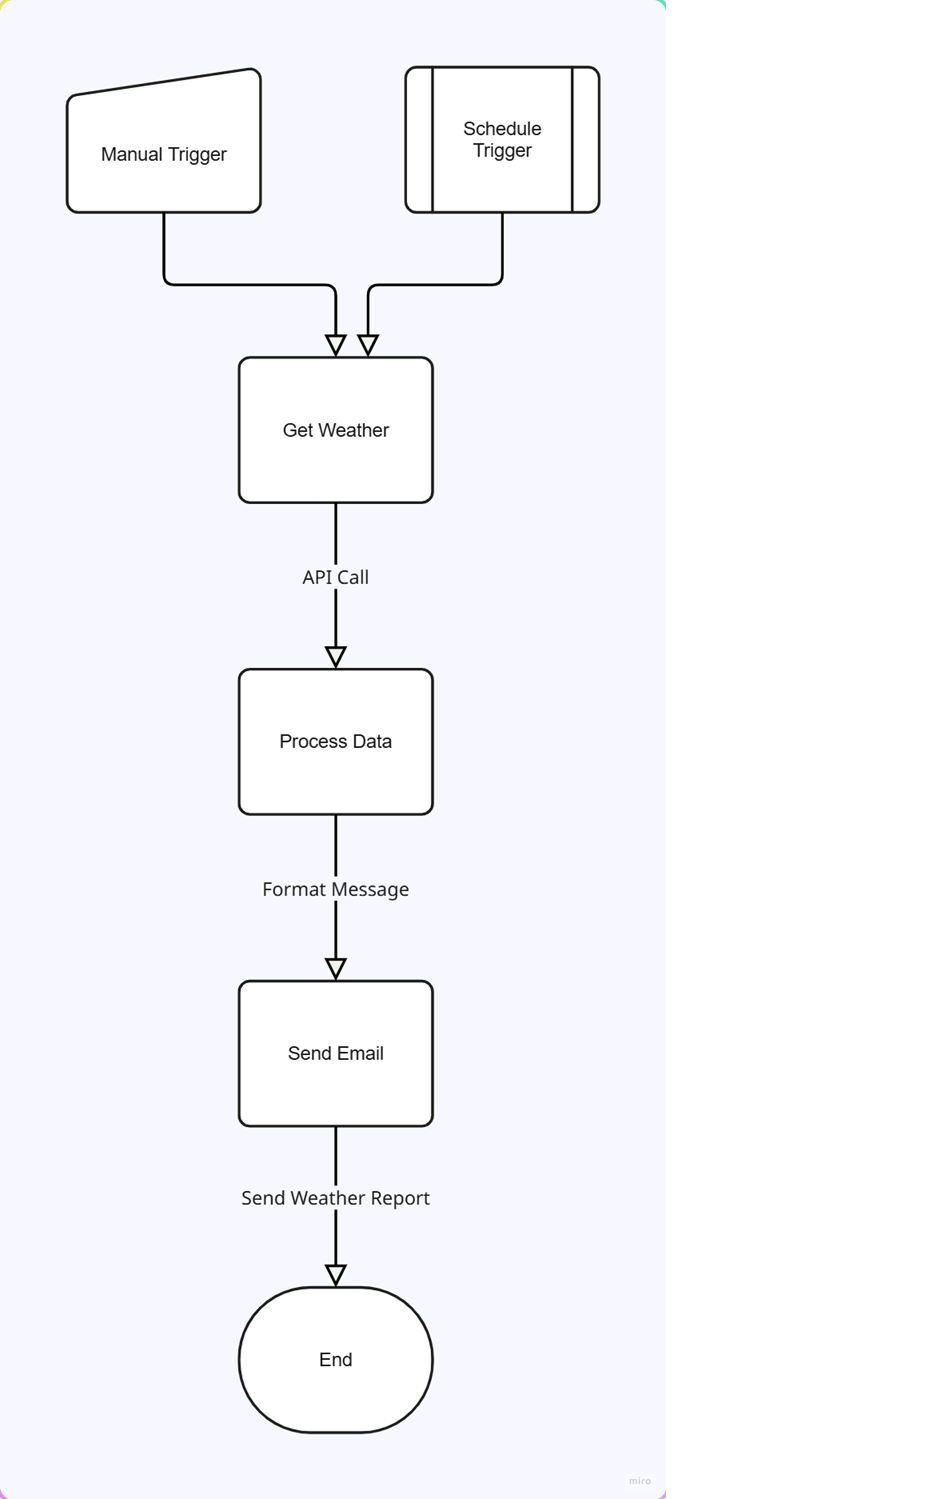 Manual Trigger
Schedule
Trigger
Get Weather
API Call
Process Data
Format Message
Send Email
Send Weather Report
End
miro